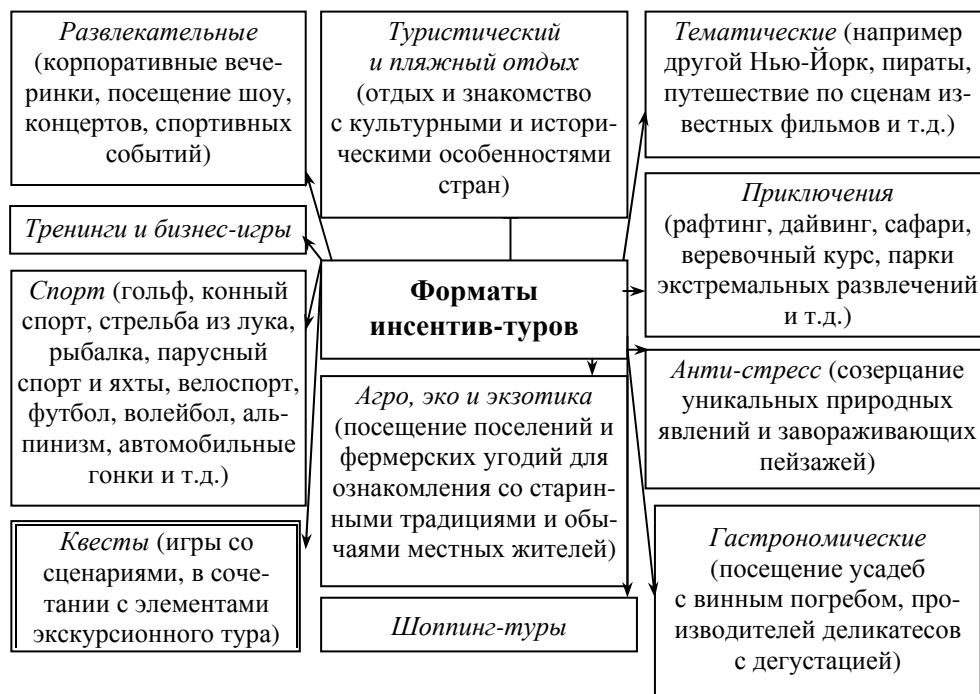 Развлекательные
(корпоративные вече-
ринки, посещение шоу,
концертов, спортивных
событий)
Туристический
и пляжный отдых
(отдых и знакомство
с культурными и истори-
ческими особенностями
стран)
Тематические (например
другой Нью-Йорк, пираты,
путешествие по сценам из-
вестных фильмов и т.д.)
Тренинги и бизнес-игры
Приключения
(рафтинг, дайвинг, сафари,
веревочный курс, парки
экстремальных развлечений
и т.д.)
Форматы
инсентив-туров
Спорт (гольф, конный
спорт, стрельба из лука,
рыбалка, парусный
спорт и яхты, велоспорт,
футбол, волейбол, аль-
пинизм, автомобильные
гонки и т.д.)
Агро, эко и экзотика
(посещение поселений и
фермерских угодий для
ознакомления со старин-
ными традициями и обы-
чаями местных жителей)
Анти-стресс (созерцание
уникальных природных
явлений и завораживающих
пейзажей)
Квесты (игры со
сценариями, в соче-
тании с элементами
экскурсионного тура)
Шоппинг-туры
Гастрономические
(посещение усадеб
с винным погребом, про-
изводителей деликатесов
с дегустацией)